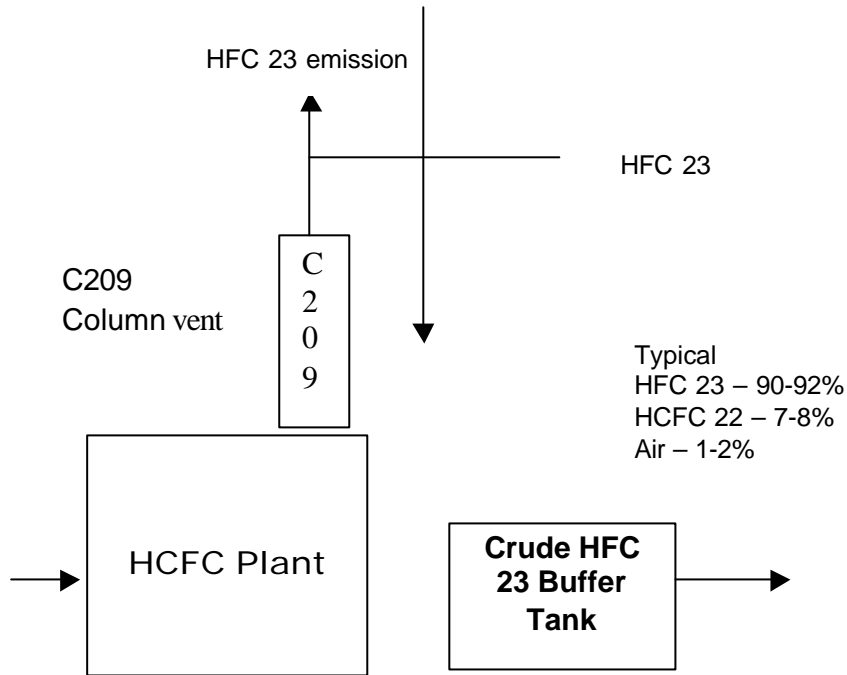 HFC 23 emission
HFC 23
C
2
0
9
C209
Column vent
Typical
HFC 23 – 90-92%
HCFC 22 – 7-8%
Air – 1-2%
HCFC Plant
Crude HFC
23 Buffer
Tank